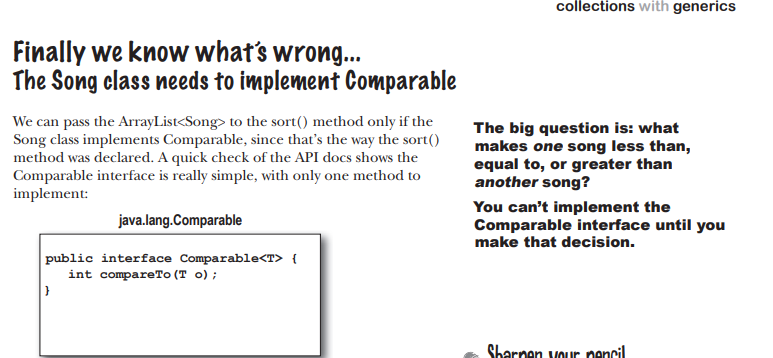 collections with generics
Finally we know what's wrong...
The Song class needs to implement Comparable
We can pass the ArrayList<Song> to the sort() method only if the
Song class implements Comparable, since that's the way the sort()
method was declared. A quick check of the API docs shows the
Comparable interface is really simple, with only one method to
implement:
java.lang.Comparable
public interface Comparable<T> {
int compareTo(T o);
}
The big question is: what
makes one song less than,
equal to, or greater than
another song?
You can't implement the
Comparable interface until you
make that decision.
Sharpen your pencil